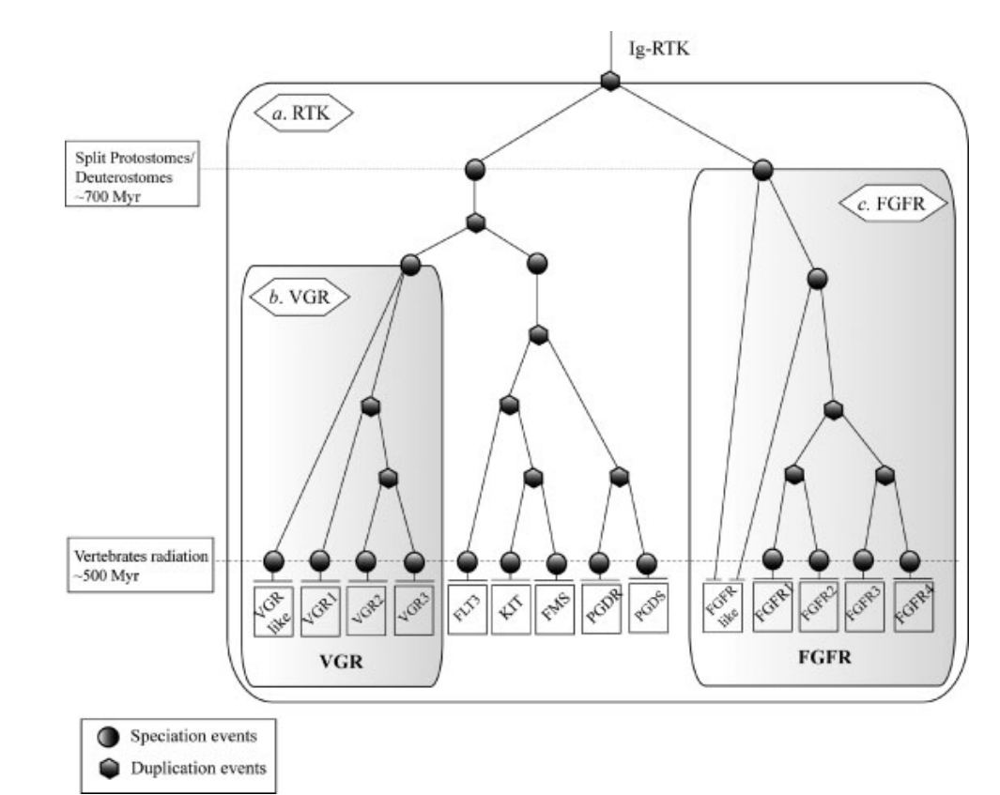 Ig-RTK
a. RTK
Split Protostomes/
Deuterostomes
~700 Myr
c. FGFR
b. VGR
Vertebrates radiation
~500 Myr
VGR
like
VGR1
VGR2
VGR3
FLT3
KIT
FMS
PGDR
PGDS
FGFR
like
FGFR1
FGFR2
FGFR3
FGFR4
VGR
FGFR
Speciation events
Duplication events